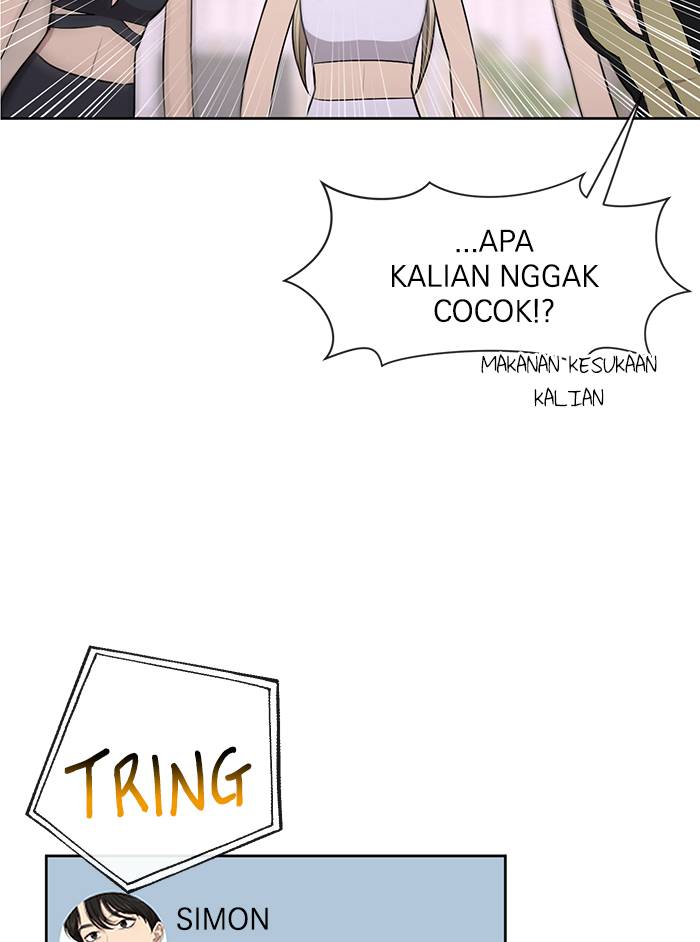 ...APA
KALIAN NGGAK
COCOK!?
MAKANAN KESUKAAN
KALIAN
TRING
SIMON